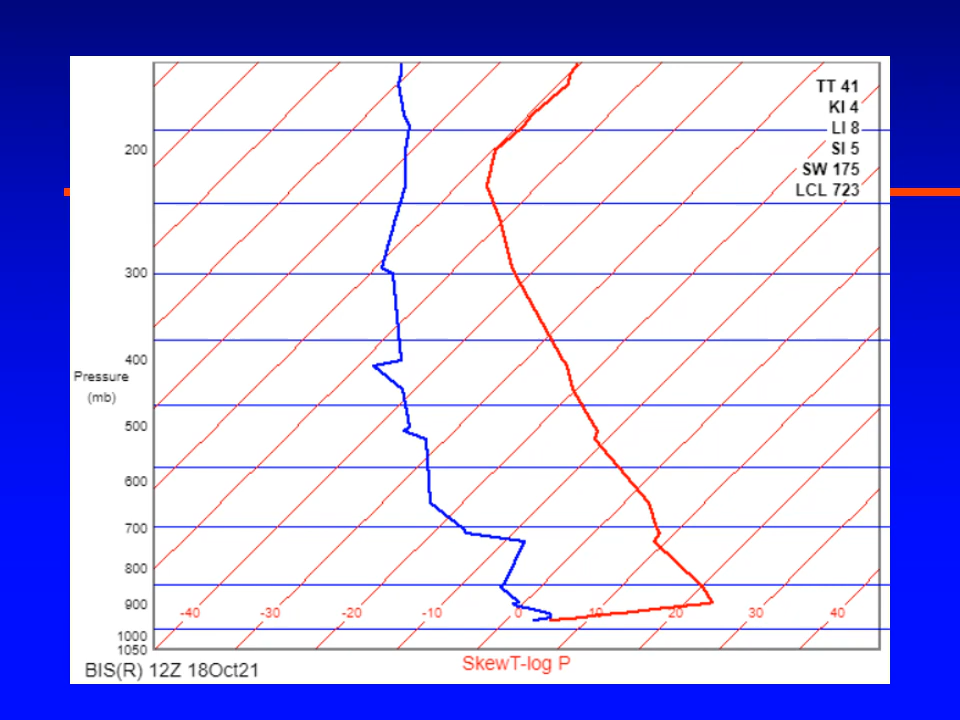 TT 41
KI 4
LI 8
SI 5
SW 175
LCL 723
200
300
400
Pressure
(mb)
500
600
700
800
900
-40 -30 -20 -10 0 10 20 30 40
1000
1050
BIS(R) 12Z 18Oct21
SkewT-log P